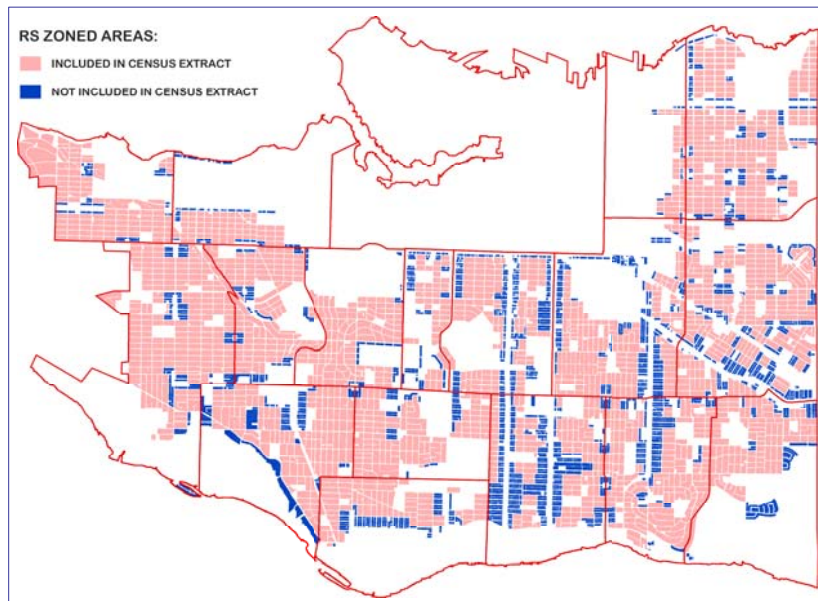 RS ZONED AREAS:
INCLUDED IN CENSUS EXTRACT
NOT INCLUDED IN CENSUS EXTRACT